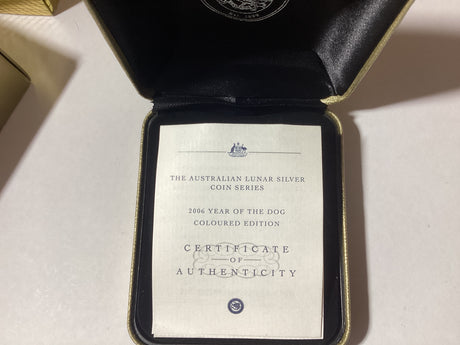 THE AUSTRALIAN LUNAR SILVER
COIN SERIES
2006 YEAR OF THE DOG
COLOURED EDITION
CERTIFICATE
OF
AUTHENTICITY